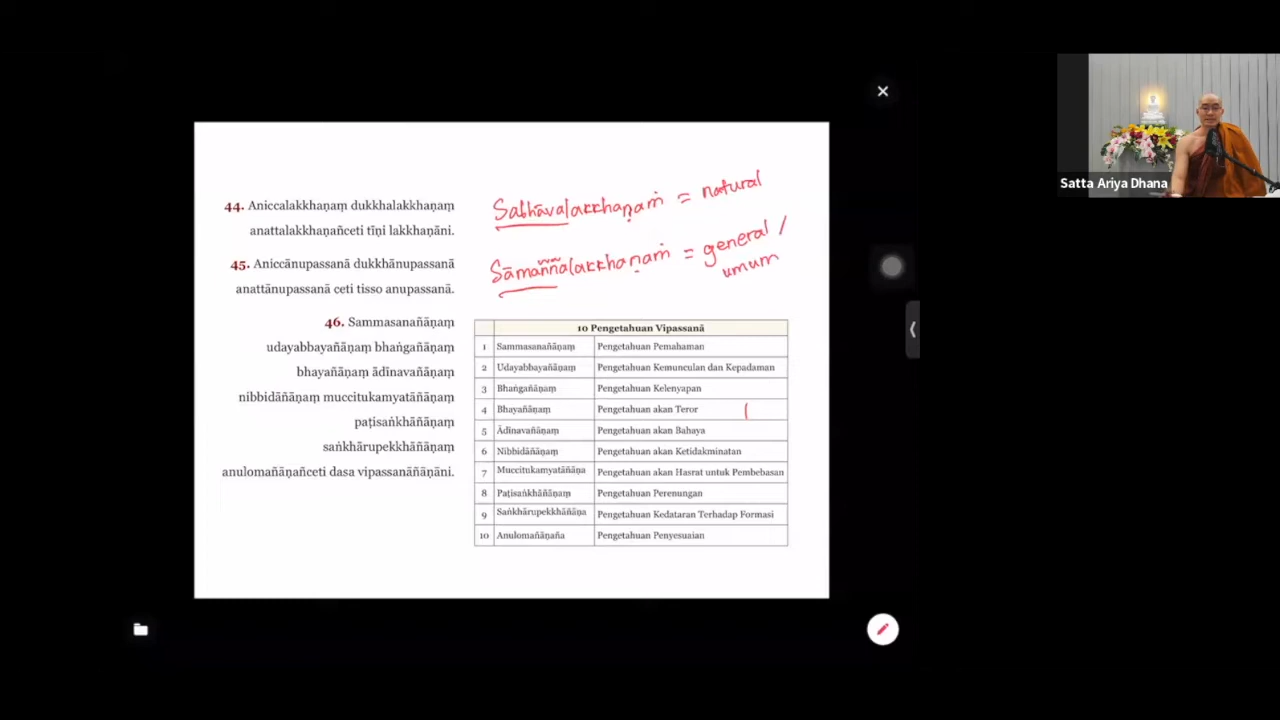 44. Aniccalakkhaṇaṃ dukkhalakkhaṇaṃ
anattalakkhaṇañceti tīṇi lakkhaṇāni.
45. Aniccānupassanā dukkhānupassanā
anattānupassanā ceti tisso anupassanā.
46. Sammasanañāṇaṃ
udayabbayañāṇaṃ bhaṅgañāṇaṃ
bhayañāṇaṃ ādīnavañāṇaṃ
nibbidāñāṇaṃ muccitukamyatāñāṇaṃ
paṭisaṅkhāñāṇaṃ
saṅkhārupekkhāñāṇaṃ
anulomañāṇañceti dasa vipassanāñāṇāni.
Sabhāvalakkhaṇaṁ = natural
Sāmaññalakkhaṇaṁ = general /
umum
10 Pengetahuan Vipassanā
1 Sammasanañāṇaṃ Pengetahuan Pemahaman
2 Udayabbayañāṇaṃ Pengetahuan Kemunculan dan Kepadaman
3 Bhaṅgañāṇaṃ Pengetahuan Kelenyapan
4 Bhayañāṇaṃ Pengetahuan akan Teror
5 Ādīnavañāṇaṃ Pengetahuan akan Bahaya
6 Nibbidāñāṇaṃ Pengetahuan akan Ketidakminatan
7 Muccitukamyatāñāṇa Pengetahuan akan Hasrat untuk Pembebasan
8 Paṭisaṅkhāñāṇaṃ Pengetahuan Perenungan
9 Saṅkhārupekkhāñāṇa Pengetahuan Kedataran Terhadap Formasi
10 Anulomañāṇaña Pengetahuan Penyesuaian
Satta Ariya Dhana